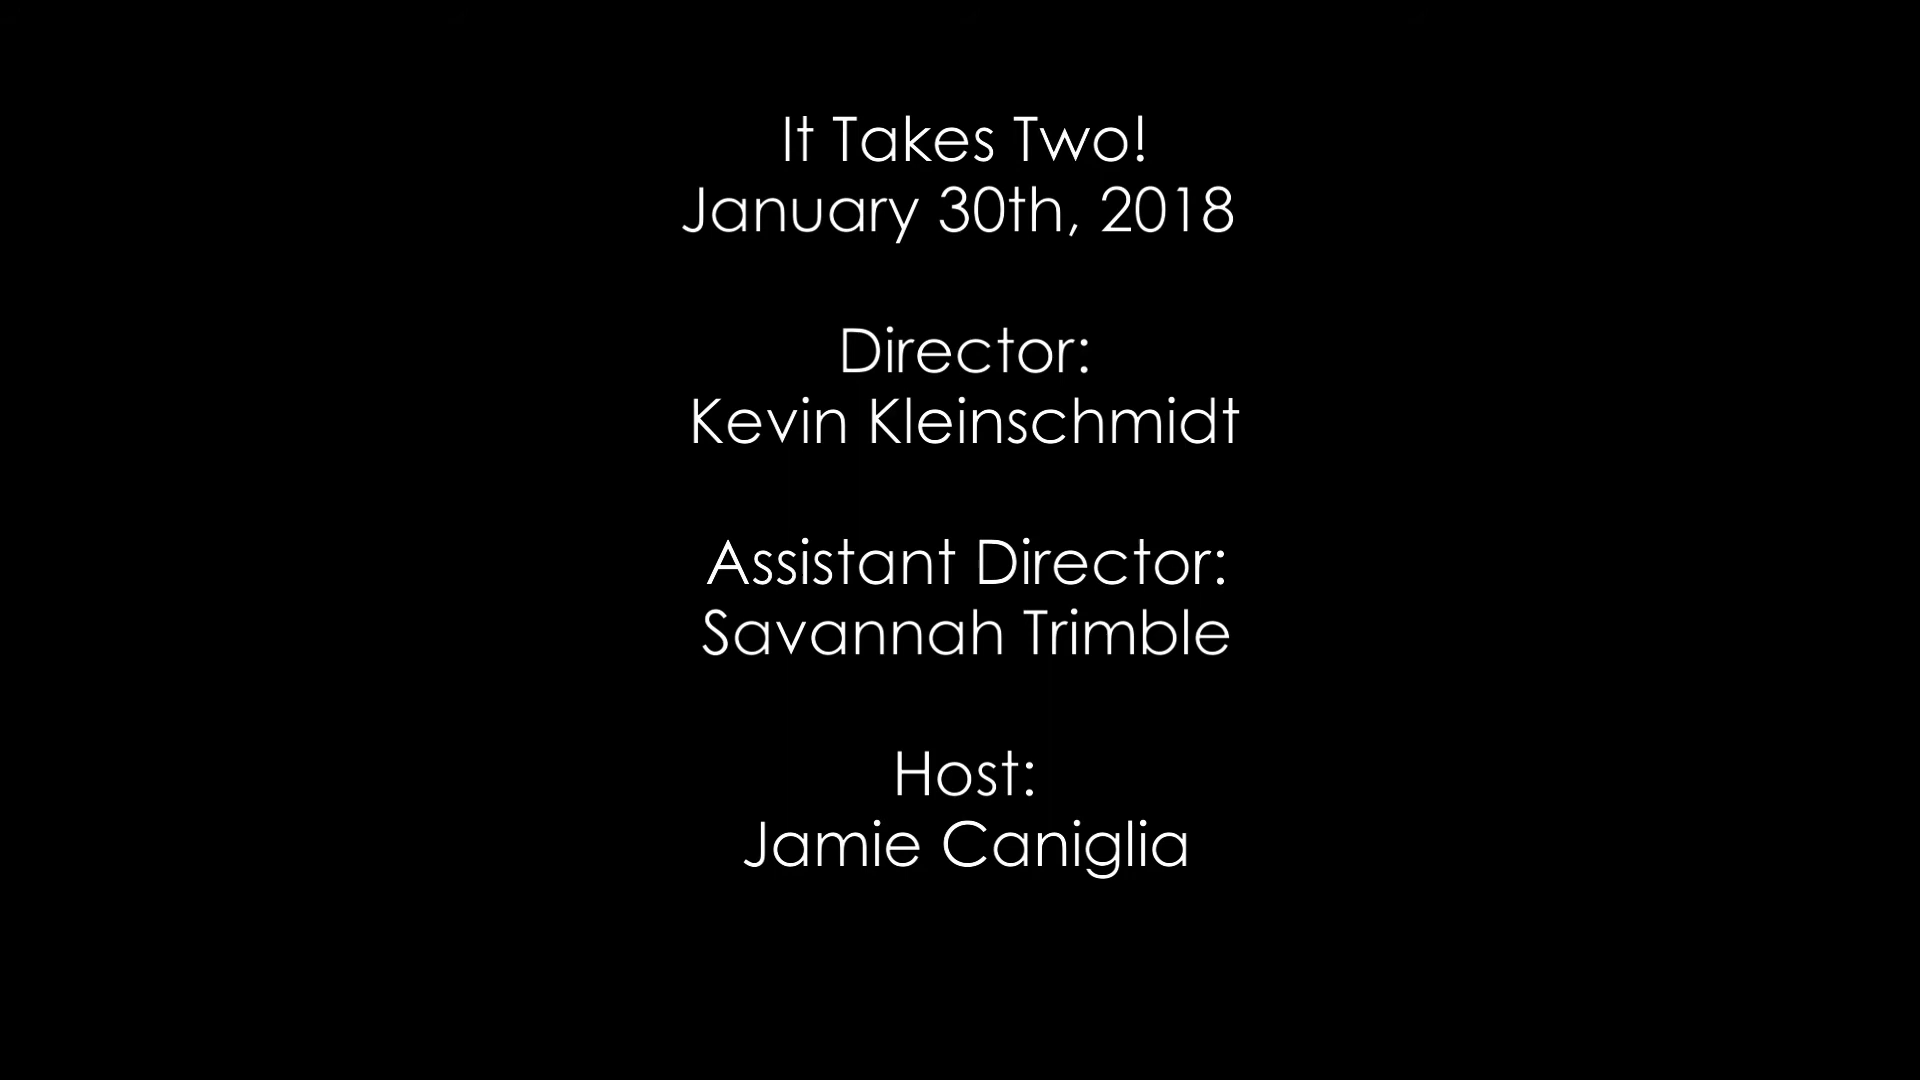 It Takes Two!
January 30th, 2018
Director:
Kevin Kleinschmidt
Assistant Director:
Savannah Trimble
Host:
Jamie Caniglia